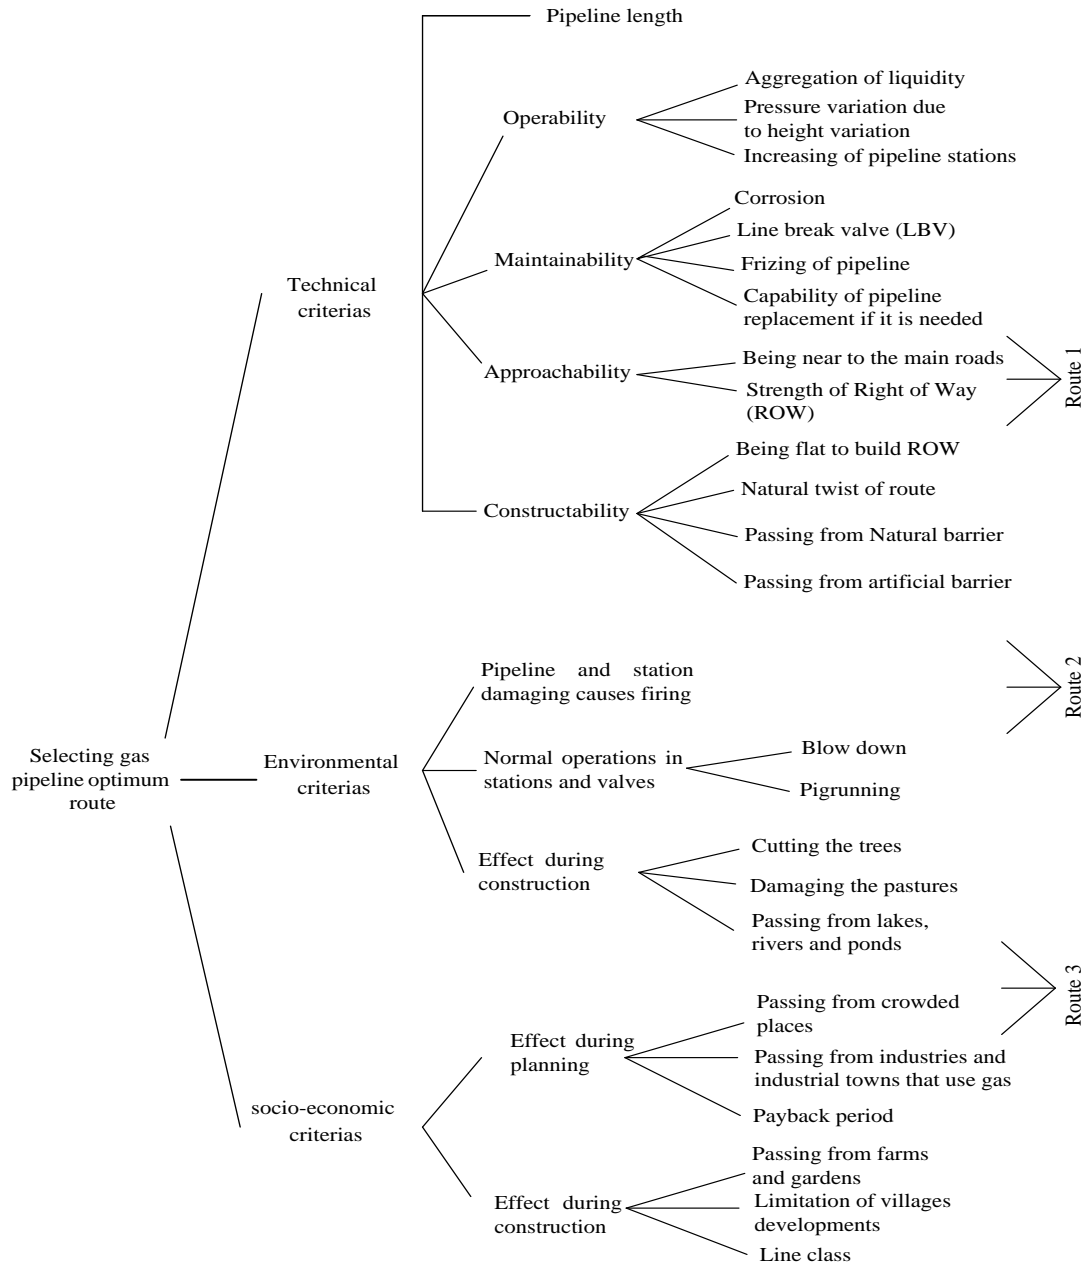 Pipeline length
Operability
Aggregation of liquidity
Pressure variation due
to height variation
Increasing of pipeline stations
Technical
criterias
Maintainability
Corrosion
Line break valve (LBV)
Frizing of pipeline
Capability of pipeline
replacement if it is needed
Approachability
Being near to the main roads
Strength of Right of Way
(ROW)
Constructability
Being flat to build ROW
Natural twist of route
Passing from Natural barrier
Passing from artificial barrier
Route 1
Selecting gas
pipeline optimum
route
Environmental
criterias
Pipeline and station
damaging causes firing
Normal operations in
stations and valves
Blow down
Pigrunning
Effect during
construction
Cutting the trees
Damaging the pastures
Passing from lakes,
rivers and ponds
Route 2
socio-economic
criterias
Effect during
planning
Passing from crowded
places
Passing from industries and
industrial towns that use gas
Payback period
Effect during
construction
Passing from farms
and gardens
Limitation of villages
developments
Line class
Route 3